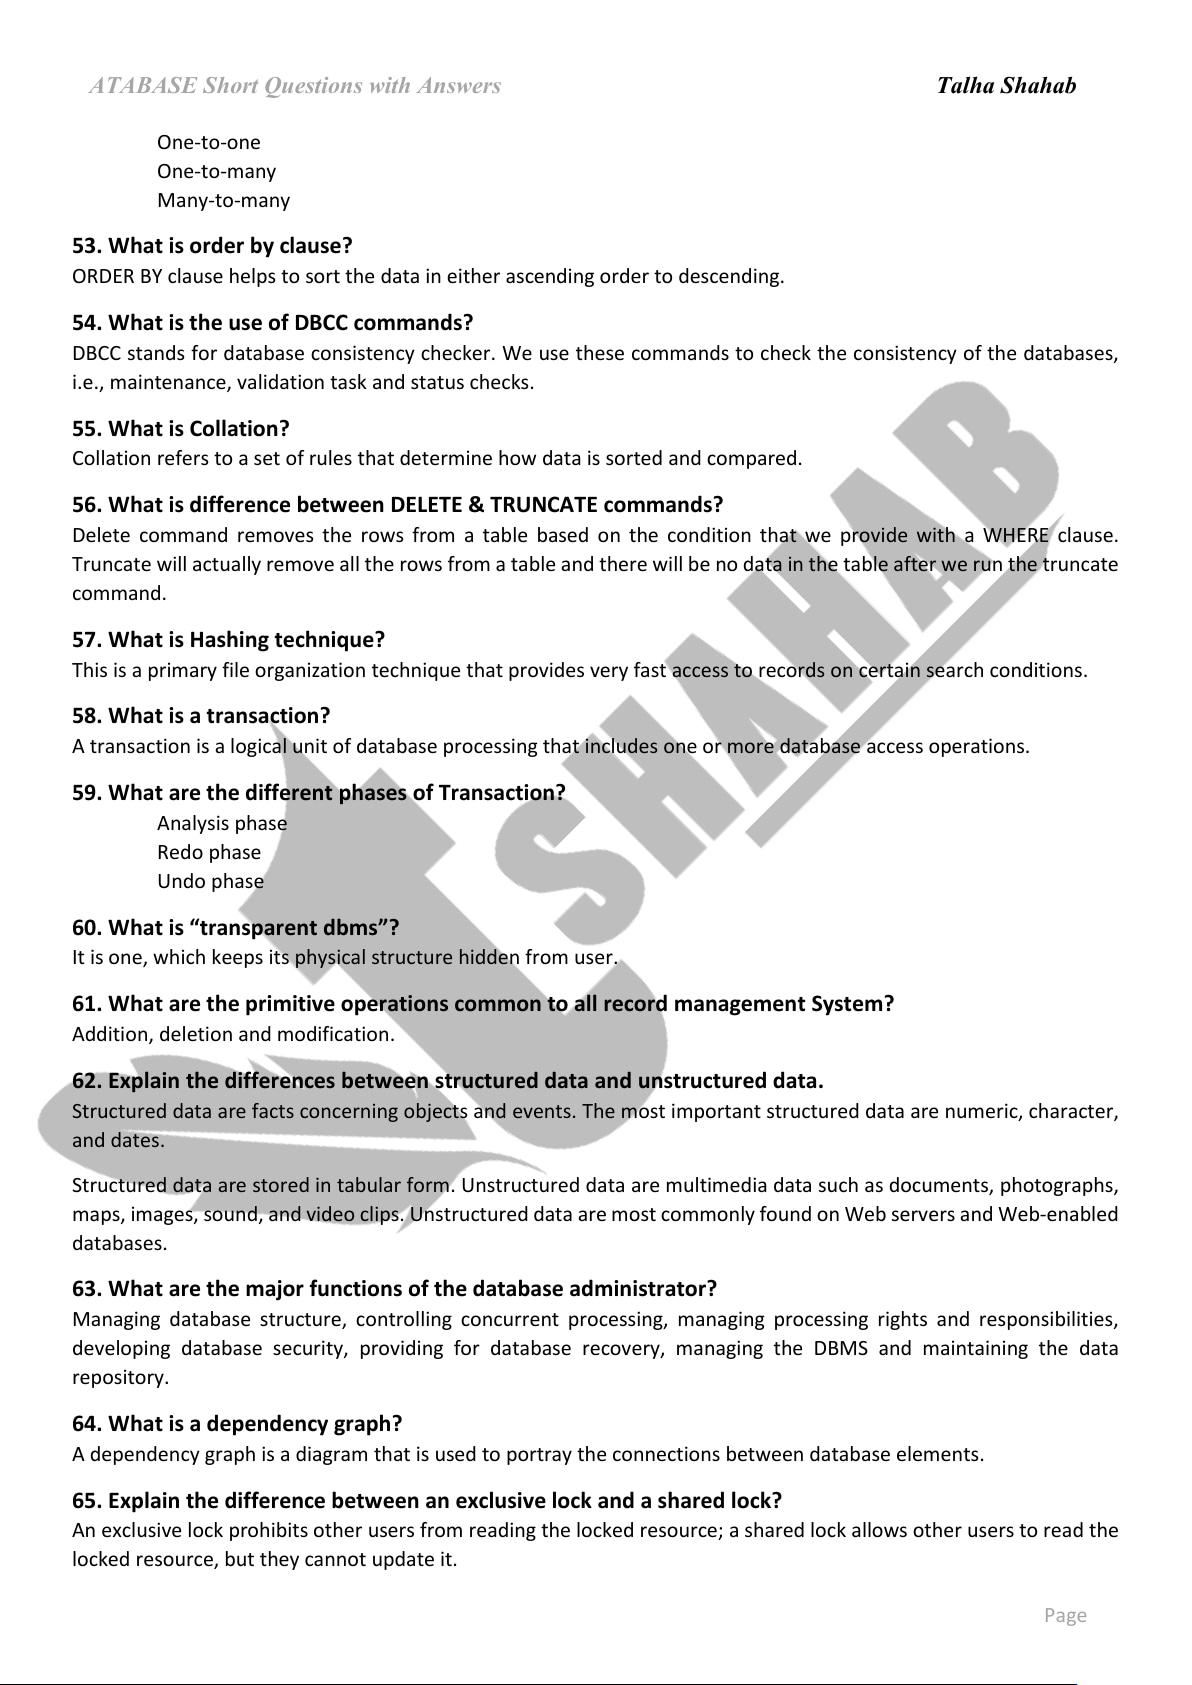 ATABASE Short Questions with Answers Talha Shahab
One-to-one
One-to-many
Many-to-many
53. What is order by clause?
ORDER BY clause helps to sort the data in either ascending order to descending.
54. What is the use of DBCC commands?
DBCC stands for database consistency checker. We use these commands to check the consistency of the databases,
i.e., maintenance, validation task and status checks.
55. What is Collation?
Collation refers to a set of rules that determine how data is sorted and compared.
56. What is difference between DELETE & TRUNCATE commands?
Delete command removes the rows from a table based on the condition that we provide with a WHERE clause.
Truncate will actually remove all the rows from a table and there will be no data in the table after we run the truncate
command.
57. What is Hashing technique?
This is a primary file organization technique that provides very fast access to records on certain search conditions.
58. What is a transaction?
A transaction is a logical unit of database processing that includes one or more database access operations.
59. What are the different phases of Transaction?
Analysis phase
Redo phase
Undo phase
60. What is “transparent dbms”?
It is one, which keeps its physical structure hidden from user.
61. What are the primitive operations common to all record management System?
Addition, deletion and modification.
62. Explain the differences between structured data and unstructured data.
Structured data are facts concerning objects and events. The most important structured data are numeric, character,
and dates.
Structured data are stored in tabular form. Unstructured data are multimedia data such as documents, photographs,
maps, images, sound, and video clips. Unstructured data are most commonly found on Web servers and Web-enabled
databases.
63. What are the major functions of the database administrator?
Managing database structure, controlling concurrent processing, managing processing rights and responsibilities,
developing database security, providing for database recovery, managing the DBMS and maintaining the data
repository.
64. What is a dependency graph?
A dependency graph is a diagram that is used to portray the connections between database elements.
65. Explain the difference between an exclusive lock and a shared lock?
An exclusive lock prohibits other users from reading the locked resource; a shared lock allows other users to read the
locked resource, but they cannot update it.
Page
SHAHAB